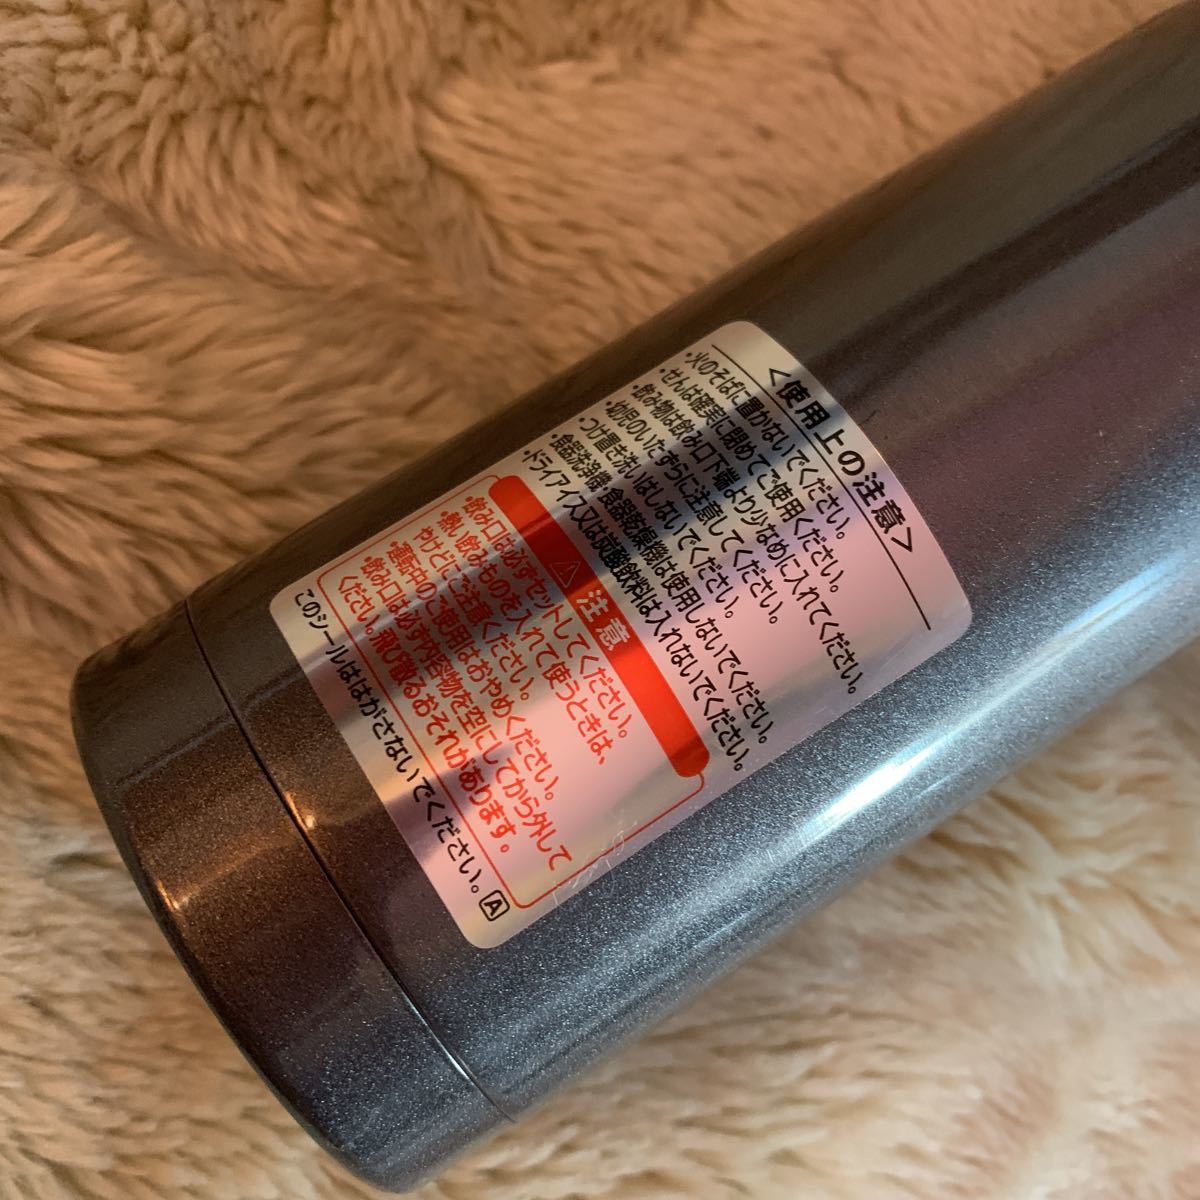 <使用上の注意>
・火のそばに置かないでください。
・せんは確実に閉めてご使用ください。
・飲み物は飲み口下端より少なめに入れてください。
・幼児のいたずらに注意してください。
・つけ置き洗いはしないでください。
・食器洗浄機・食器乾燥機は使用しないでください。
・ドライアイス又は炭酸飲料は入れないでください。
⚠ 注意
・飲み口は必ずセットしてください。
・熱い飲みものを入れて使うときは、
やけどにご注意ください。
・運転中のご使用はおやめください。
・飲み口は必ず内容物を空にしてから外して
ください。飛び散るおそれがあります。
このシールははがさないでください。 A